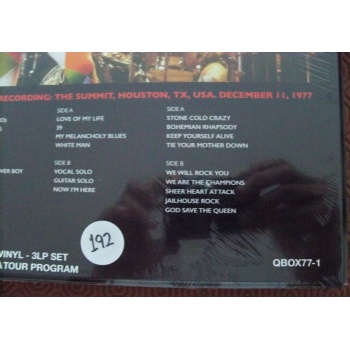 RECORDING: THE SUMMIT, HOUSTON, TX, USA. DECEMBER 11, 1977
SIDE A
LOVE OF MY LIFE
39
MY MELANCHOLY BLUES
WHITE MAN
SIDE B
VOCAL SOLO
GUITAR SOLO
NOW I'M HERE
SIDE A
STONE COLD CRAZY
BOHEMIAN RHAPSODY
KEEP YOURSELF ALIVE
TIE YOUR MOTHER DOWN
SIDE B
WE WILL ROCK YOU
WE ARE THE CHAMPIONS
SHEER HEART ATTACK
JAILHOUSE ROCK
GOD SAVE THE QUEEN
VER BOY
192
VINYL - 3LP SET
TOUR PROGRAM
QBOX77-1